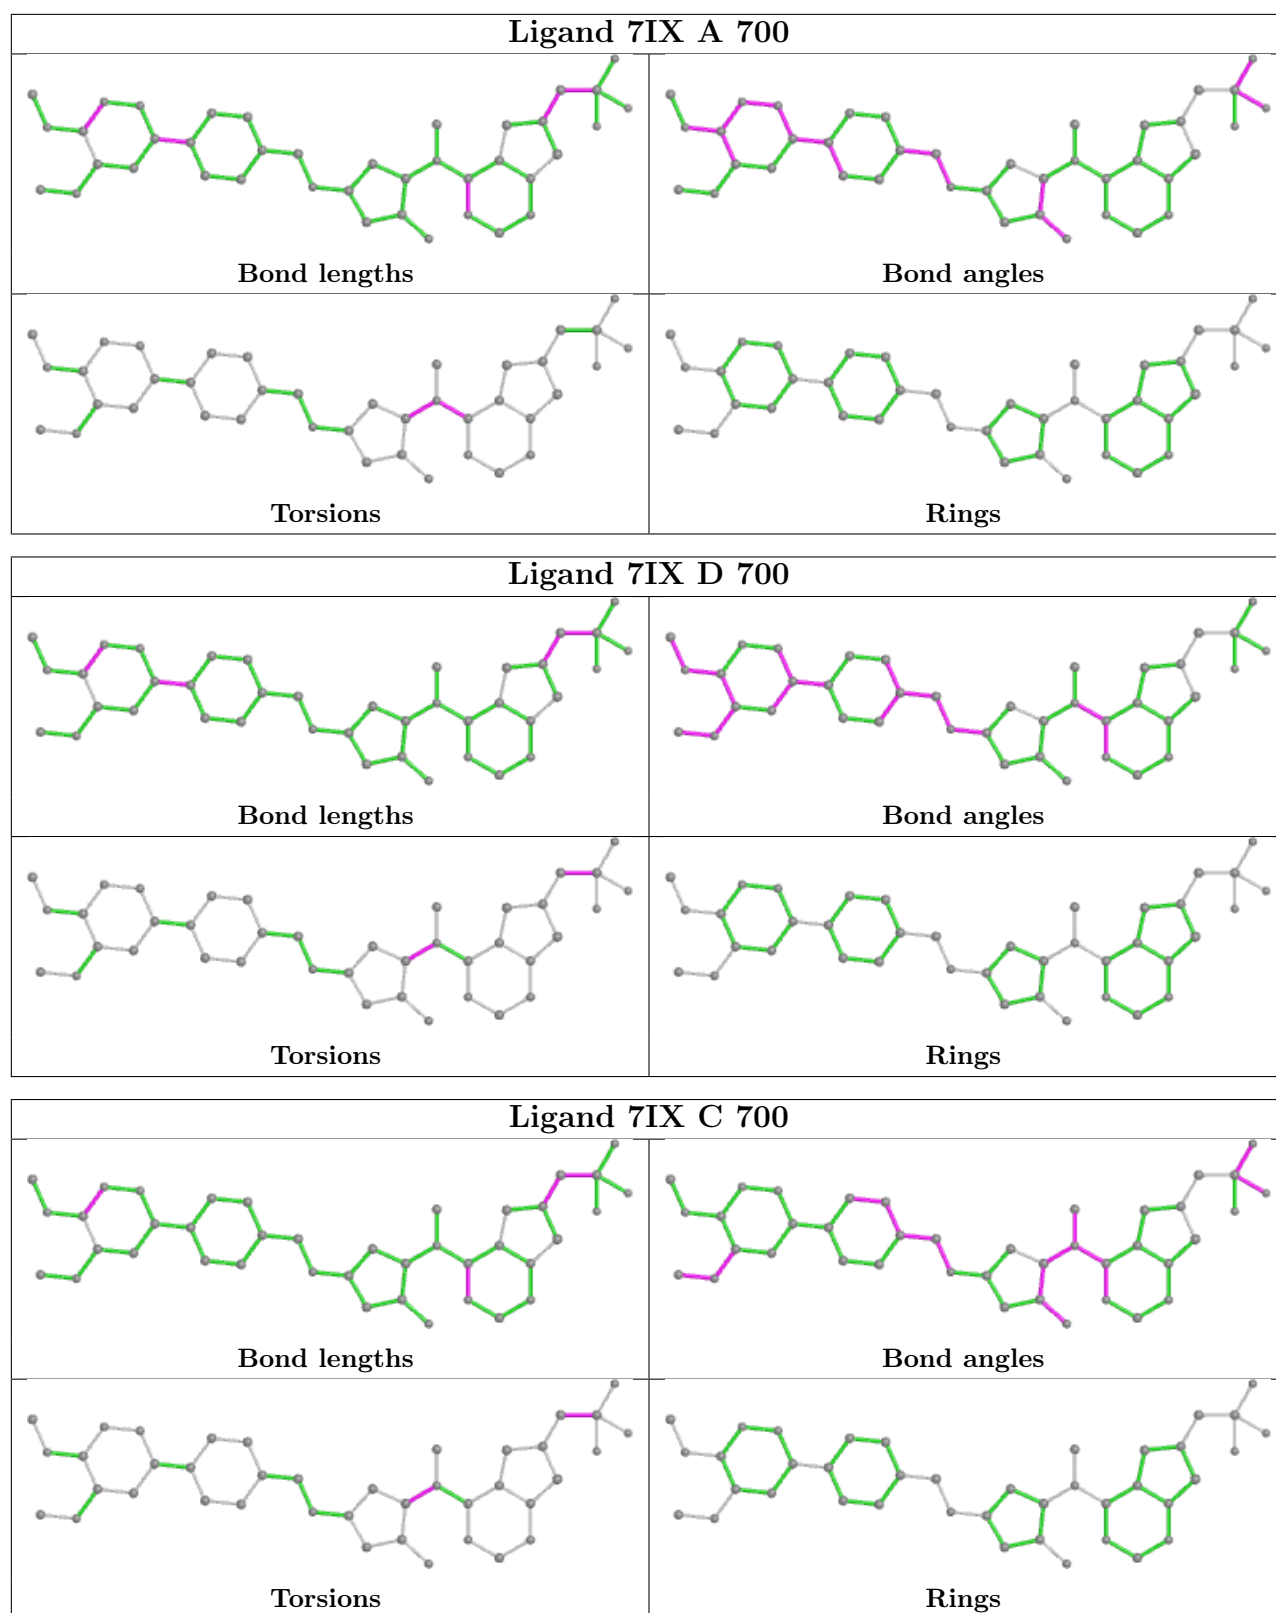 Ligand 7IX A 700
Bond lengths
Bond angles
Torsions
Rings
Ligand 7IX D 700
Bond lengths
Bond angles
Torsions
Rings
Ligand 7IX C 700
Bond lengths
Bond angles
Torsions
Rings